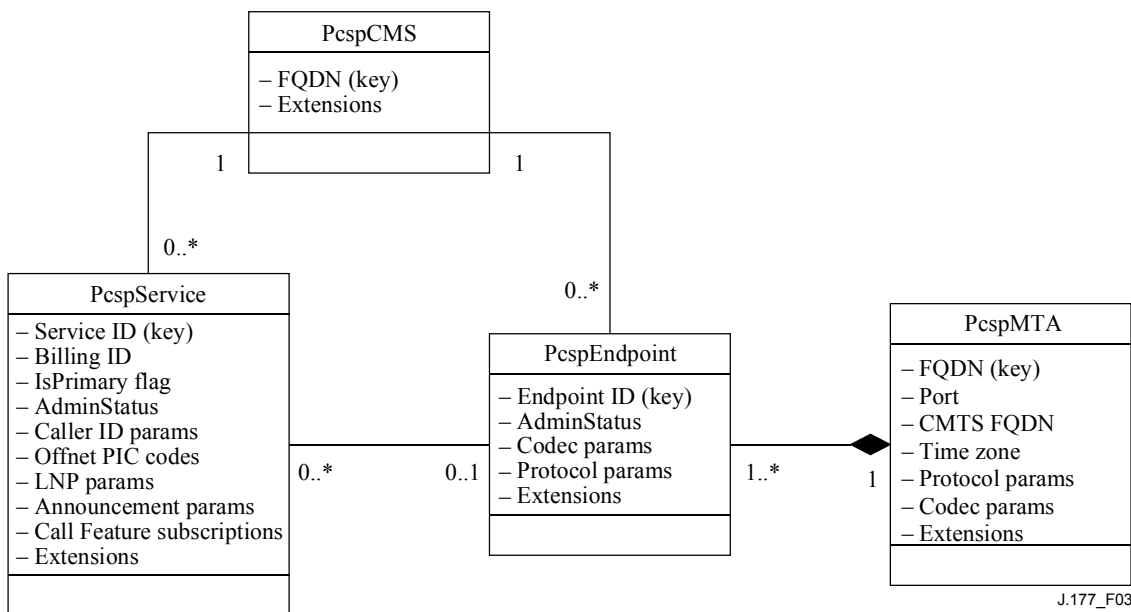 PcspCMS
– FQDN (key)
– Extensions
1
1
0..*
0..*
PcspService
– Service ID (key)
– Billing ID
– IsPrimary flag
– AdminStatus
– Caller ID params
– Offnet PIC codes
– LNP params
– Announcement params
– Call Feature subscriptions
– Extensions
0..*
0..1
PcspEndpoint
– Endpoint ID (key)
– AdminStatus
– Codec params
– Protocol params
– Extensions
1..*
1
PcspMTA
– FQDN (key)
– Port
– CMTS FQDN
– Time zone
– Protocol params
– Codec params
– Extensions
J.177_F03